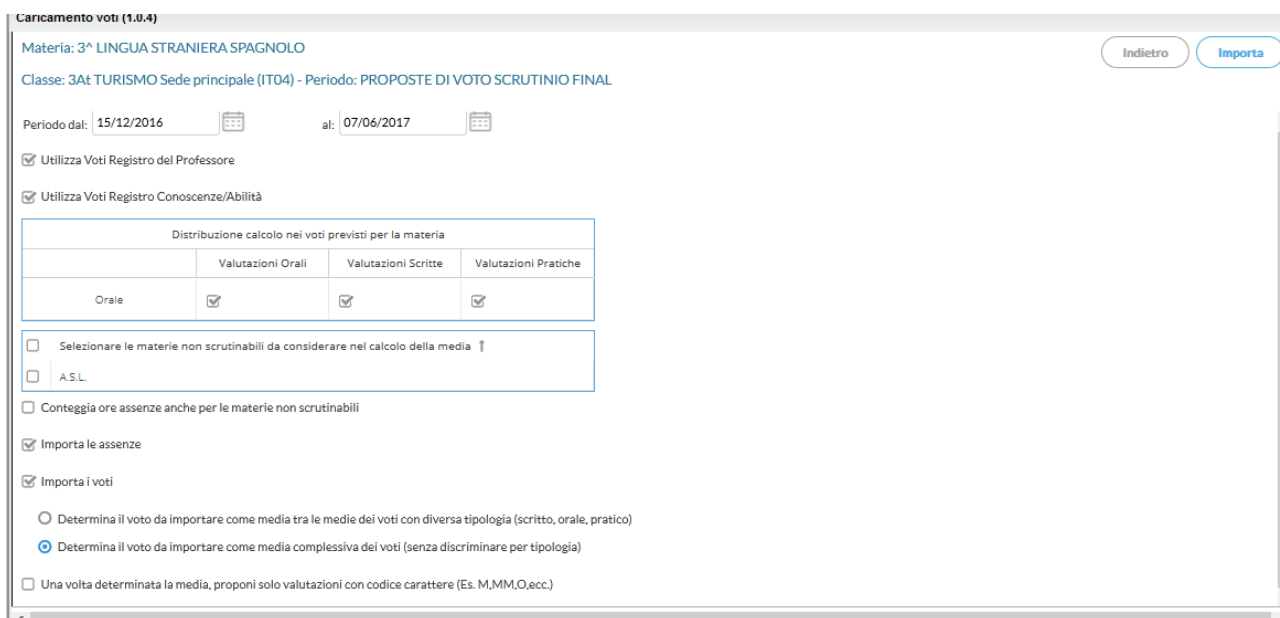 Caricamento voti (1.0.4)
Materia: 3^ LINGUA STRANIERA SPAGNOLO
Indietro
Importa
Classe: 3At TURISMO Sede principale (IT04) - Periodo: PROPOSTE DI VOTO SCRUTINIO FINAL
Periodo dal: 15/12/2016 al: 07/06/2017
Utilizza Voti Registro del Professore
Utilizza Voti Registro Conoscenze/Abilità
Distribuzione calcolo nei voti previsti per la materia
Valutazioni Orali Valutazioni Scritte Valutazioni Pratiche
Orale
Selezionare le materie non scrutinabili da considerare nel calcolo della media ↑
A.S.L.
Conteggia ore assenze anche per le materie non scrutinabili
Importa le assenze
Importa i voti
Determina il voto da importare come media tra le medie dei voti con diversa tipologia (scritto, orale, pratico)
Determina il voto da importare come media complessiva dei voti (senza discriminare per tipologia)
Una volta determinata la media, proponi solo valutazioni con codice carattere (Es. M,MM,O,ecc.)